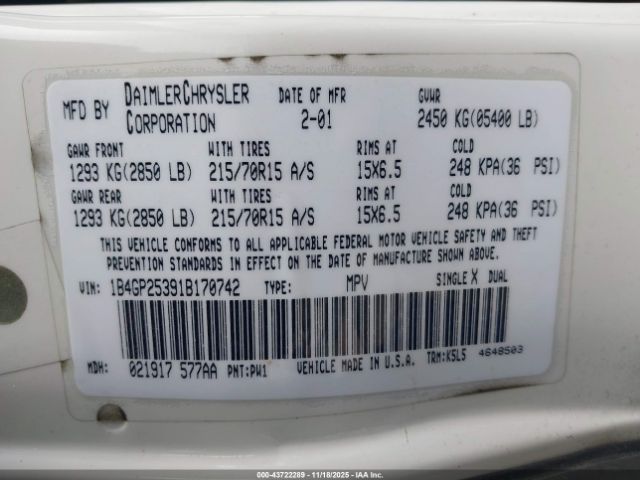 MFD BY DAIMLERCHRYSLER CORPORATION DATE OF MFR 2-01 GVWR 2450 KG(05400 LB)
GAWR FRONT WITH TIRES RIMS AT COLD
1293 KG(2850 LB) 215/70R15 A/S 15X6.5 248 KPA(36 PSI)
GAWR REAR WITH TIRES RIMS AT COLD
1293 KG(2850 LB) 215/70R15 A/S 15X6.5 248 KPA(36 PSI)
THIS VEHICLE CONFORMS TO ALL APPLICABLE FEDERAL MOTOR VEHICLE SAFETY AND THEFT
PREVENTION STANDARDS IN EFFECT ON THE DATE OF MANUFACTURE SHOWN ABOVE.
VIN: 1B4GP25391B170742 TYPE: MPV SINGLE X DUAL
MDH: 021917 577AA PNT:PW1 VEHICLE MADE IN U.S.A. TRM:K5L5 4648503
000-43722289 - 11/18/2025 - IAA Inc.